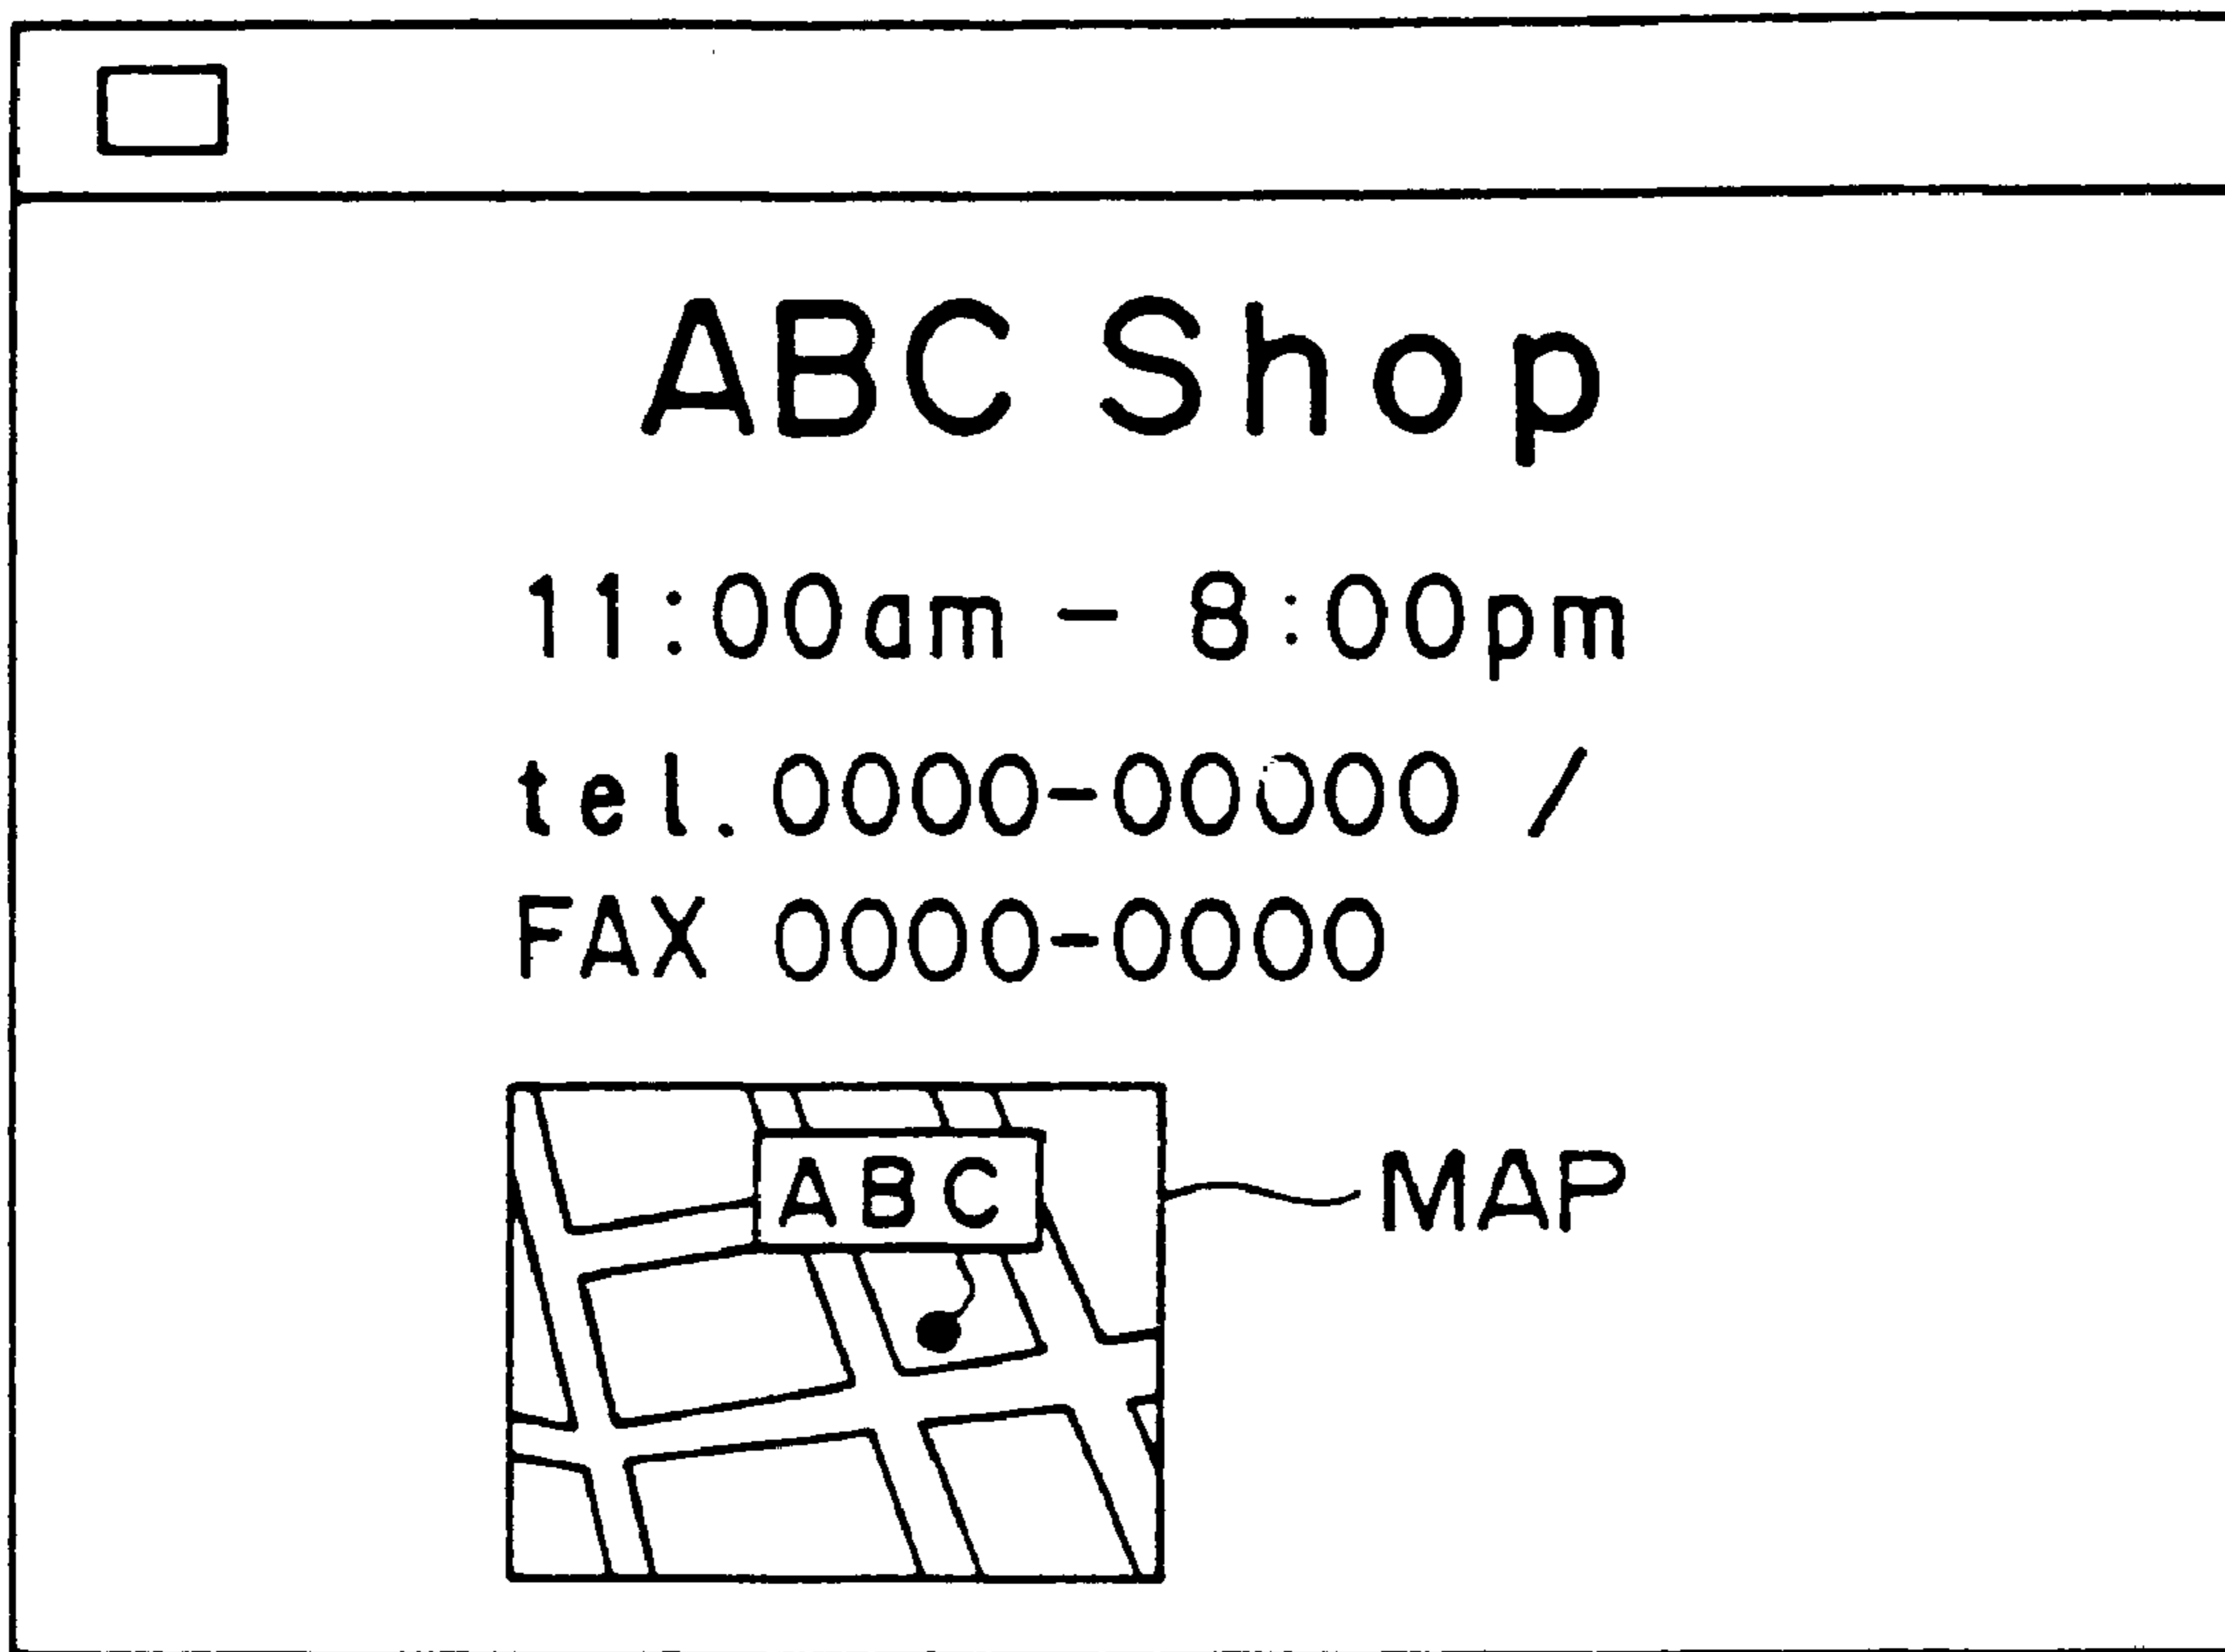 ABC Shop
11:00am - 8:00pm
tel.0000-00000 /
FAX 0000-0000
ABC
MAP